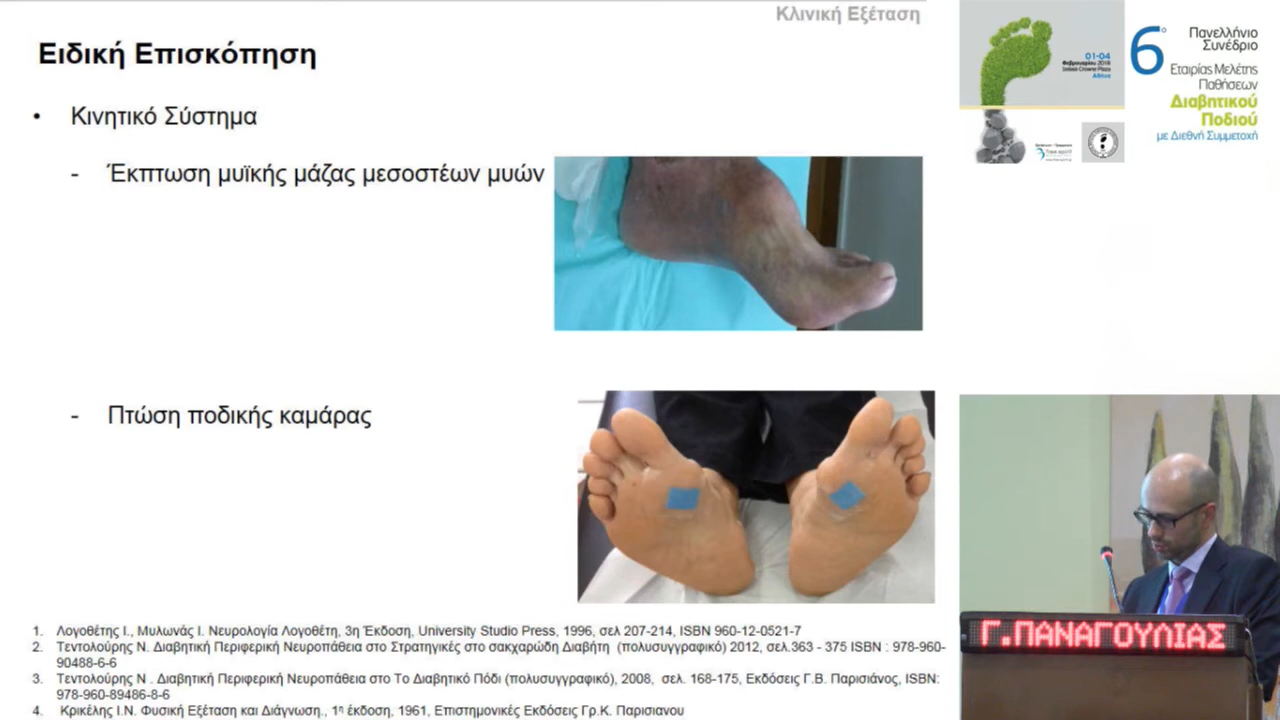 Κλινική Εξέταση
Ειδική Επισκόπηση
• Κινητικό Σύστημα
- Έκπτωση μυϊκής μάζας μεσοστέων μυών
- Πτώση ποδικής καμάρας
1. Λογοθέτης Ι., Μυλωνάς Ι. Νευρολογία Λογοθέτη, 3η Έκδοση, University Studio Press, 1996, σελ 207-214, ISBN 960-12-0521-7
2. Τεντολούρης Ν. Διαβητική Περιφερική Νευροπάθεια στο Στρατηγικές στο σακχαρώδη Διαβήτη (πολυσυγγραφικό) 2012, σελ.363 - 375 ISBN : 978-960-
90488-6-6
3. Τεντολούρης Ν . Διαβητική Περιφερική Νευροπάθεια στο Το Διαβητικό Πόδι (πολυσυγγραφικό), 2008, σελ. 168-175, Εκδόσεις Γ.Β. Παρισιάνος, ISBN:
978-960-89486-8-6
4. Κρικέλης Ι.Ν. Φυσική Εξέταση και Διάγνωση., 1η έκδοση, 1961, Επιστημονικές Εκδόσεις Γρ.Κ. Παρισιανου
01-04
Φεβρουαρίου 2018
Crowne Plaza
Αθήνα
6ο Πανελλήνιο
Συνέδριο
Εταιρίας Μελέτης
Παθήσεων
Διαβητικού
Ποδιού
με Διεθνή Συμμετοχή
Γ.ΠΑΝΑΓΟΥΛΙΑΣ